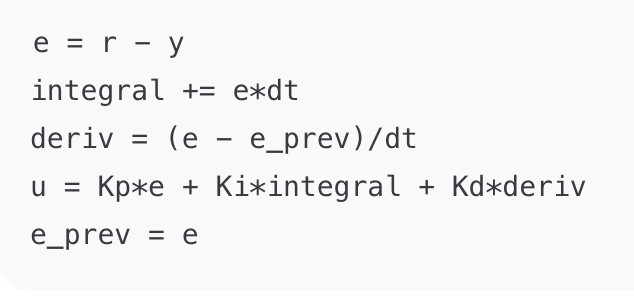 e = r − y
integral += e*dt
deriv = (e − e_prev)/dt
u = Kp*e + Ki*integral + Kd*deriv
e_prev = e